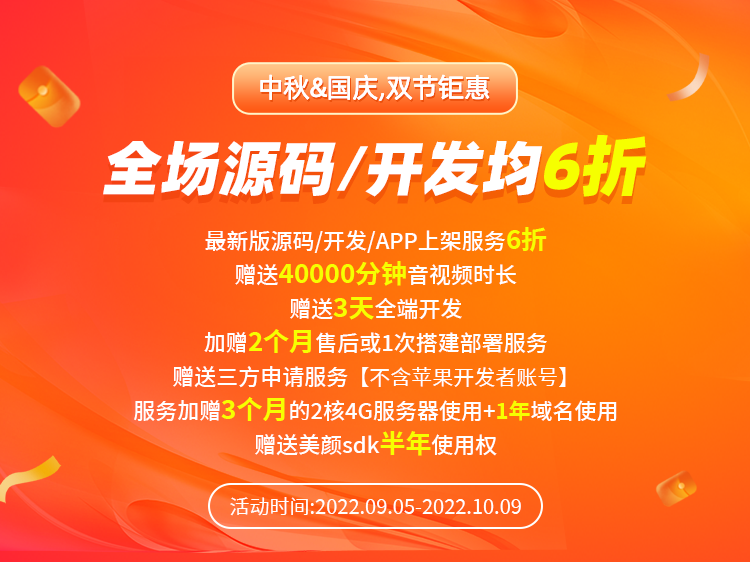 中秋&国庆,双节钜惠
全场源码/开发均6折
最新版源码/开发/APP上架服务6折
赠送40000分钟音视频时长
赠送3天全端开发
加赠2个月售后或1次搭建部署服务
赠送三方申请服务【不含苹果开发者账号】
服务加赠3个月的2核4G服务器使用+1年域名使用
赠送美颜sdk半年使用权
活动时间:2022.09.05-2022.10.09